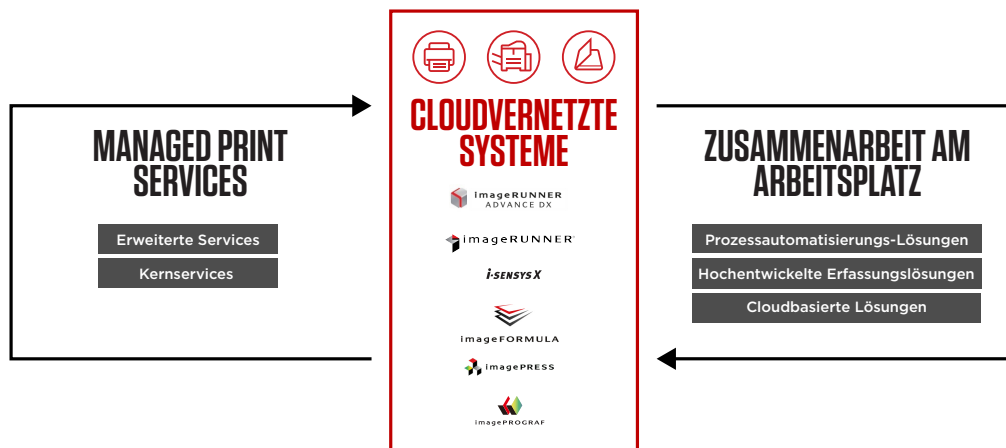 MANAGED PRINT
SERVICES
Erweiterte Services
Kernservices
CLOUDVERNETZTE
SYSTEME
imageRUNNER
ADVANCE DX
imageRUNNER
i-SENSYS X
imageFORMULA
imagePRESS
imagePROGRAF
ZUSAMMENARBEIT AM
ARBEITSPLATZ
Prozessautomatisierungs-Lösungen
Hochentwickelte Erfassungslösungen
Cloudbasierte Lösungen